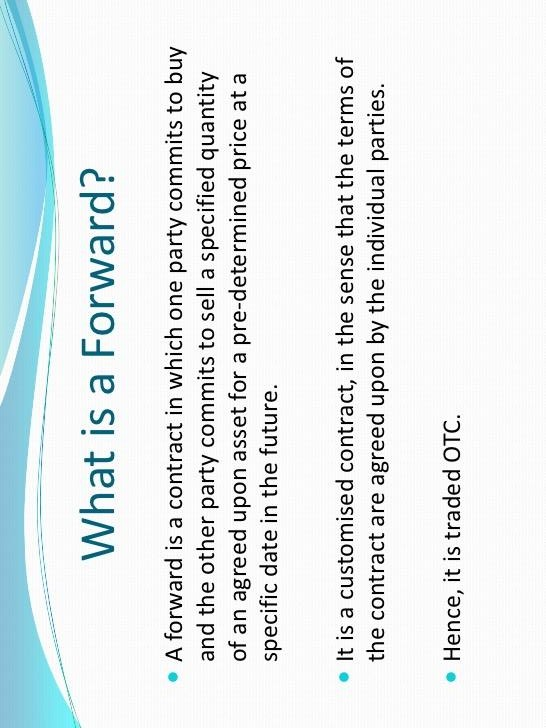 What is a Forward?
A forward is a contract in which one party commits to buy
and the other party commits to sell a specified quantity
of an agreed upon asset for a pre-determined price at a
specific date in the future.
It is a customised contract, in the sense that the terms of
the contract are agreed upon by the individual parties.
Hence, it is traded OTC.